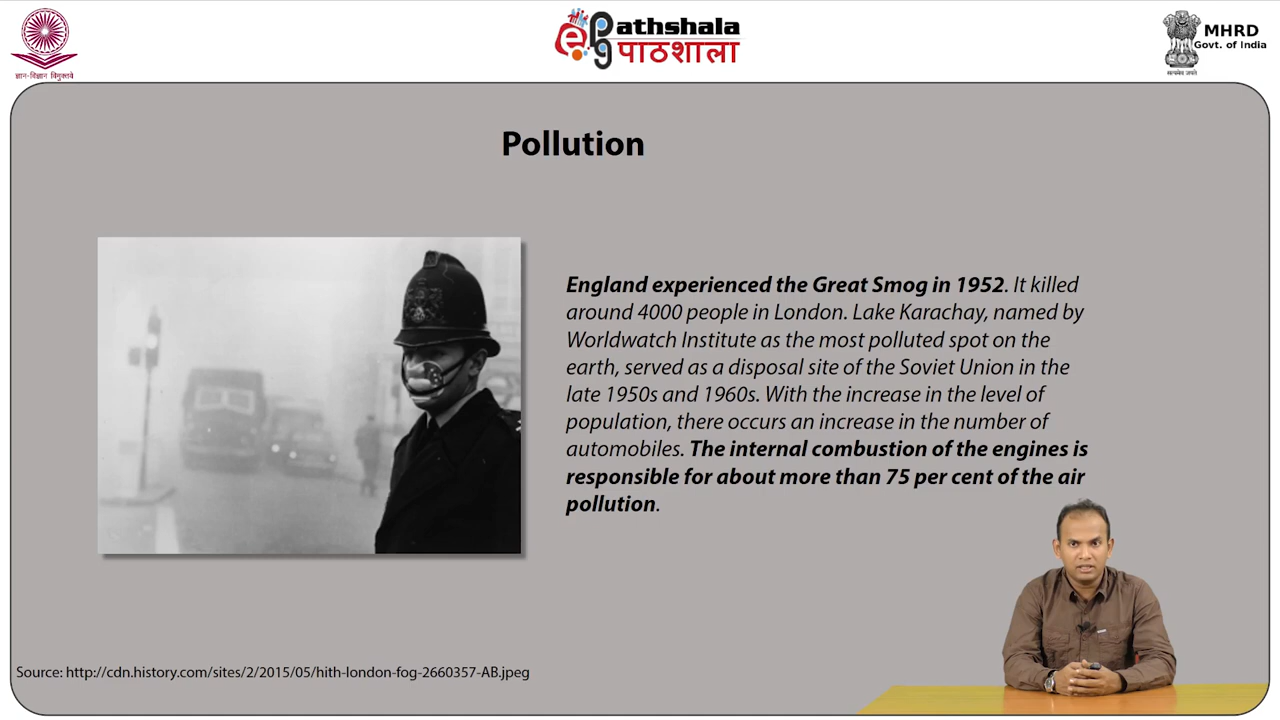 ज्ञान-विज्ञान विमुक्तये
ePG Pathshala
पाठशाला
सत्यमेव जयते
MHRD
Govt. of India
Pollution
England experienced the Great Smog in 1952. It killed
around 4000 people in London. Lake Karachay, named by
Worldwatch Institute as the most polluted spot on the
earth, served as a disposal site of the Soviet Union in the
late 1950s and 1960s. With the increase in the level of
population, there occurs an increase in the number of
automobiles. The internal combustion of the engines is
responsible for about more than 75 per cent of the air
pollution.
Source: http://cdn.history.com/sites/2/2015/05/hith-london-fog-2660357-AB.jpeg